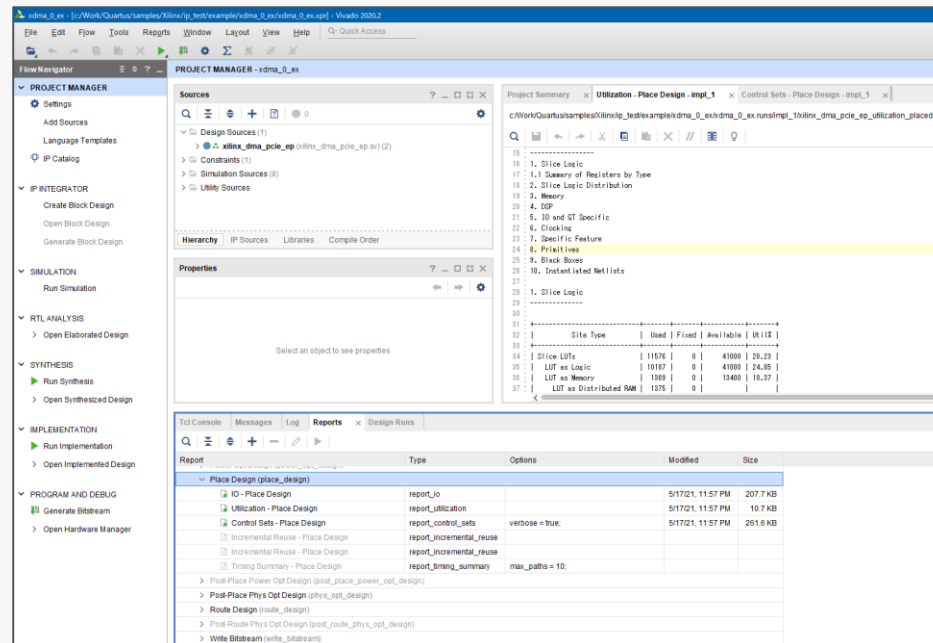 xdma_0_ex - [c:/Work/Quartus/samples/Xilinx/ip_test/example/xdma_0_ex/xdma_0_ex.xpr] - Vivado 2020.2
File Edit Flow Tools Reports Window Layout View Help Q- Quick Access
Flow Navigator
PROJECT MANAGER
Settings
Add Sources
Language Templates
IP Catalog
IP INTEGRATOR
Create Block Design
Open Block Design
Generate Block Design
SIMULATION
Run Simulation
RTL ANALYSIS
Open Elaborated Design
SYNTHESIS
Run Synthesis
Open Synthesized Design
IMPLEMENTATION
Run Implementation
Open Implemented Design
PROGRAM AND DEBUG
Generate Bitstream
Open Hardware Manager
PROJECT MANAGER - xdma_0_ex
Sources
0
Design Sources (1)
xilinx_dma_pcie_ep (xilinx_dma_pcie_ep.sv) (2)
Constraints (1)
Simulation Sources (8)
Utility Sources
Hierarchy IP Sources Libraries Compile Order
Properties
Select an object to see properties
Project Summary Utilization - Place Design - impl_1 Control Sets - Place Design - impl_1
c:/Work/Quartus/samples/Xilinx/ip_test/example/xdma_0_ex/xdma_0_ex.runs/impl_1/xilinx_dma_pcie_ep_utilization_placed
15 -----------------
16 1. Slice Logic
17 1.1 Summary of Registers by Type
18 2. Slice Logic Distribution
19 3. Memory
20 4. DSP
21 5. IO and GT Specific
22 6. Clocking
23 7. Specific Feature
24 8. Primitives
25 9. Black Boxes
26 10. Instantiated Netlists
27
28 1. Slice Logic
29 --------------
30
31 +----------------------------+-------+-------+-----------+-------+
32 | Site Type | Used | Fixed | Available | Util% |
33 +----------------------------+-------+-------+-----------+-------+
34 | Slice LUTs | 11576 | 0 | 41000 | 28.23 |
35 | LUT as Logic | 10187 | 0 | 41000 | 24.85 |
36 | LUT as Memory | 1389 | 0 | 13400 | 10.37 |
37 | LUT as Distributed RAM | 1375 | 0 | | |
Tcl Console Messages Log Reports Design Runs
Report Type Options Modified Size
Place Design (place_design)
IO - Place Design report_io 5/17/21, 11:57 PM 207.7 KB
Utilization - Place Design report_utilization 5/17/21, 11:57 PM 10.7 KB
Control Sets - Place Design report_control_sets verbose = true; 5/17/21, 11:57 PM 261.6 KB
Incremental Reuse - Place Design report_incremental_reuse
Incremental Reuse - Place Design report_incremental_reuse
Timing Summary - Place Design report_timing_summary max_paths = 10;
Post-Place Power Opt Design (post_place_power_opt_design)
Post-Place Phys Opt Design (phys_opt_design)
Route Design (route_design)
Post-Route Phys Opt Design (post_route_phys_opt_design)
Write Bitstream (write_bitstream)